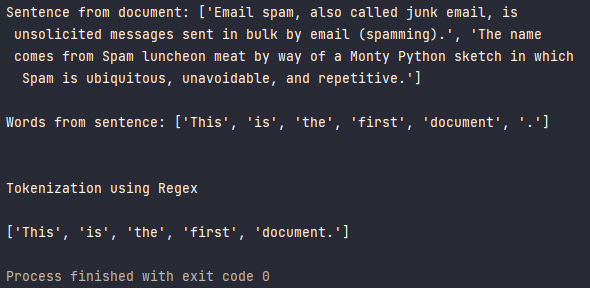 Sentence from document: ['Email spam, also called junk email, is
unsolicited messages sent in bulk by email (spamming).', 'The name
comes from Spam luncheon meat by way of a Monty Python sketch in which
Spam is ubiquitous, unavoidable, and repetitive.']
Words from sentence: ['This', 'is', 'the', 'first', 'document', '.']
Tokenization using Regex
['This', 'is', 'the', 'first', 'document.']
Process finished with exit code 0